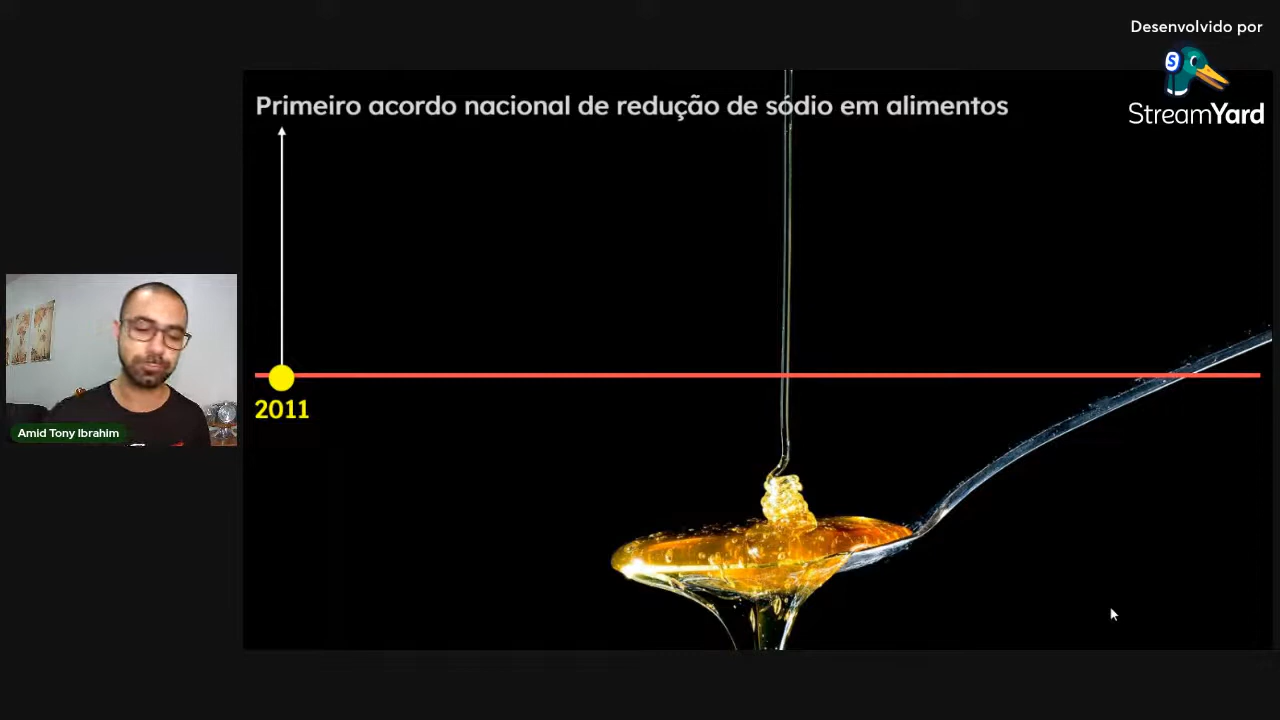 Desenvolvido por
S
StreamYard
Primeiro acordo nacional de redução de sódio em alimentos
2011
Amid Tony Ibrahim